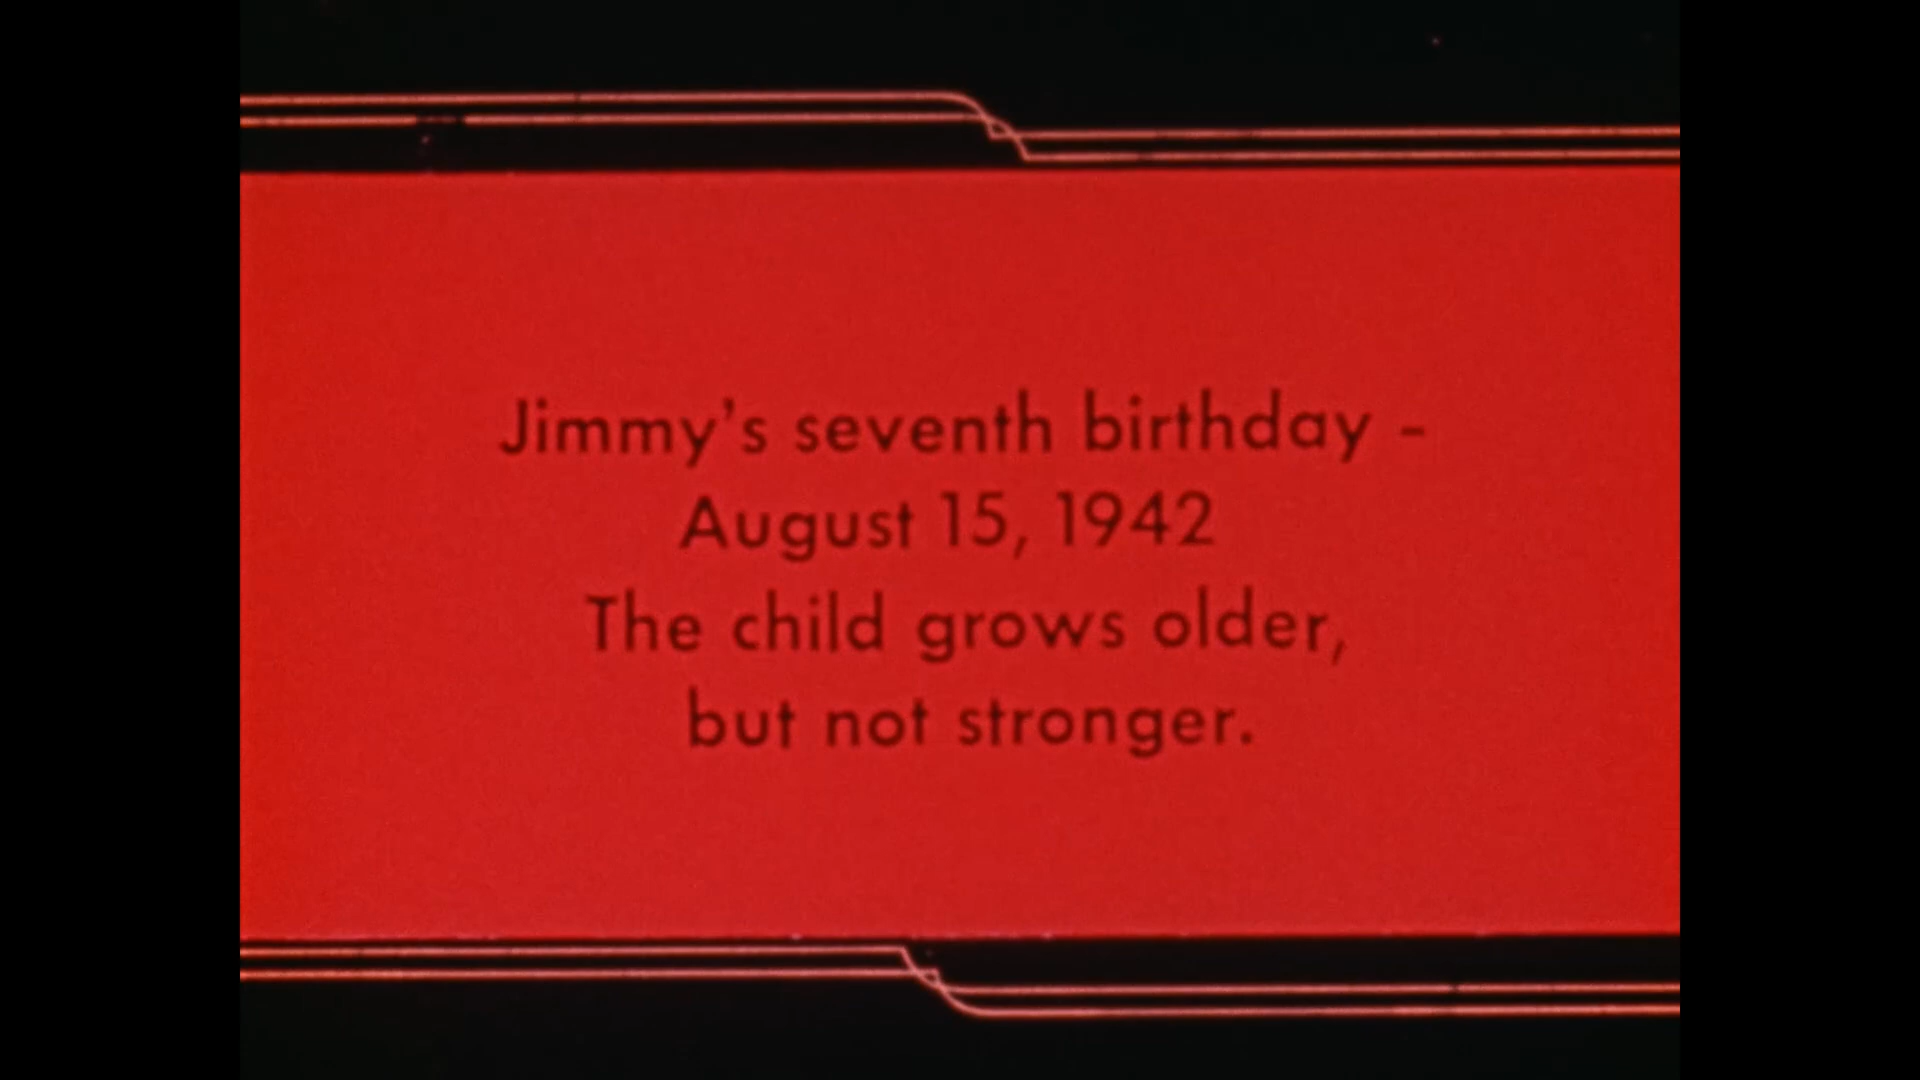 Jimmy's seventh birthday -
August 15, 1942
The child grows older,
but not stronger.